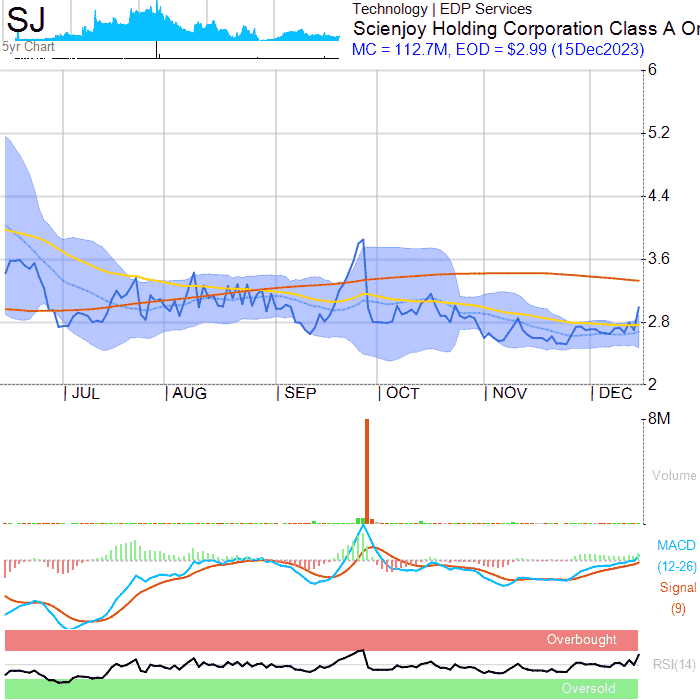 SJ
5yr Chart
Technology | EDP Services
Scienjoy Holding Corporation Class A Or
MC = 112.7M, EOD = $2.99 (15Dec2023)
6
5.2
4.4
3.6
2.8
2
| JUL | AUG | SEP | OCT | NOV | DEC
8M
Volume
MACD
(12-26)
Signal
(9)
Overbought
RSI(14)
Oversold